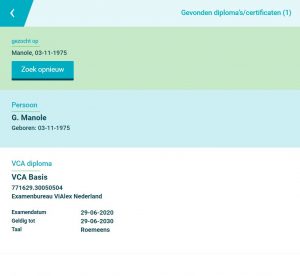 Gevonden diploma's/certificaten (1)
gezocht op
Manole, 03-11-1975
Zoek opnieuw
Persoon
G. Manole
Geboren: 03-11-1975
VCA diploma
VCA Basis
771629.30050504
Examenbureau ViAlex Nederland
Examendatum 29-06-2020
Geldig tot 29-06-2030
Taal Roemeens